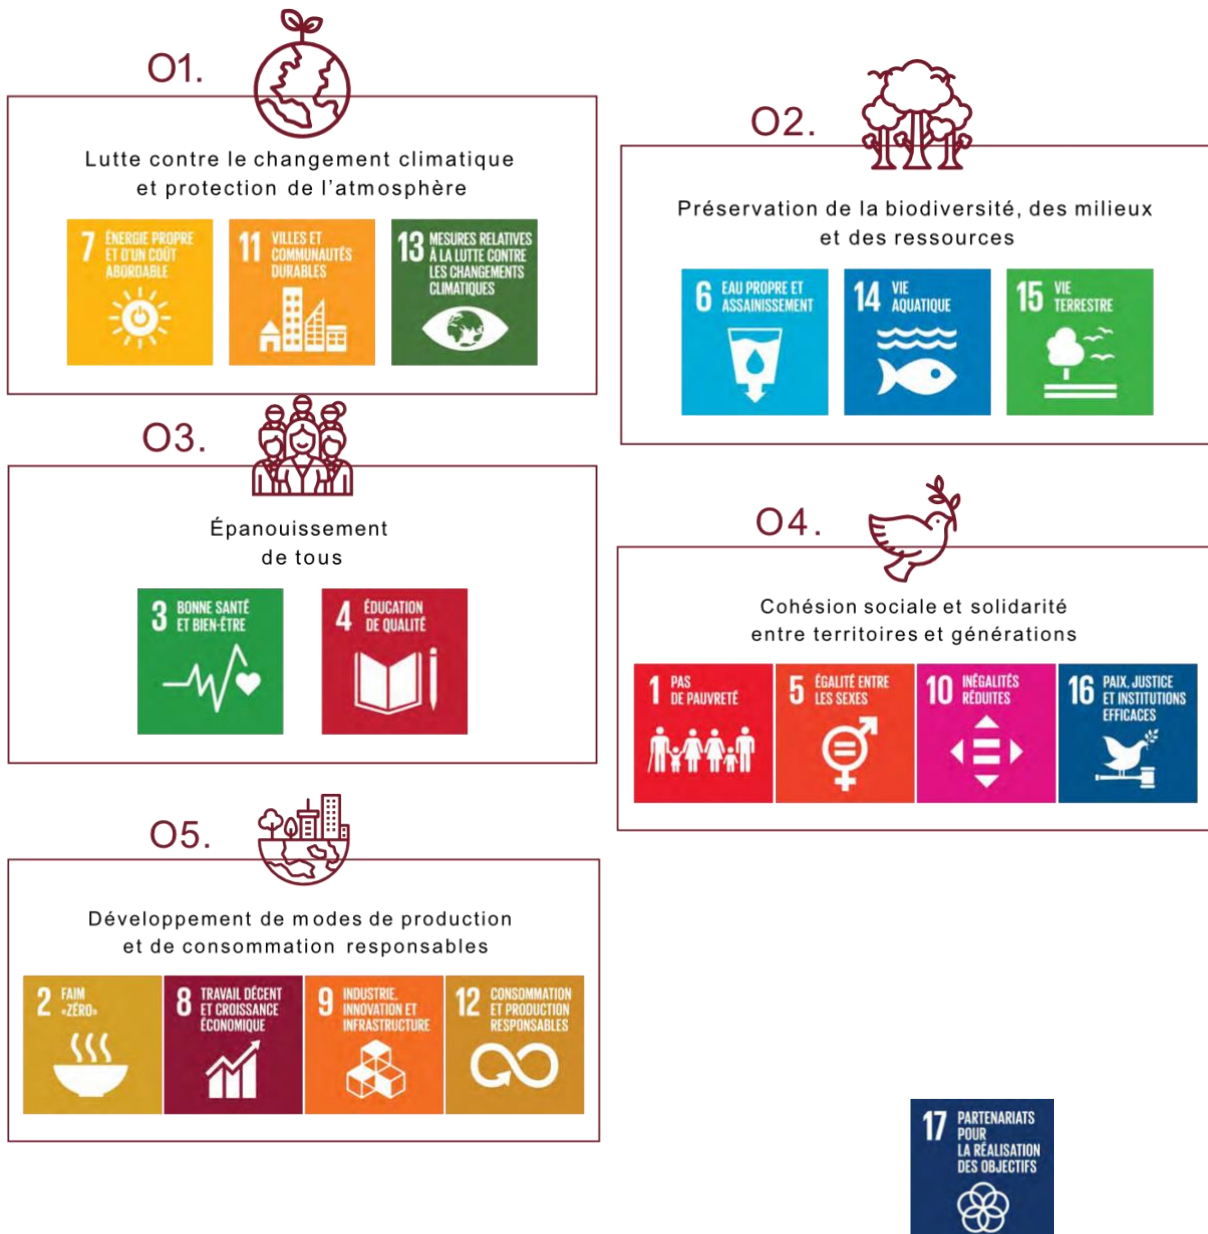 O1.
Lutte contre le changement climatique
et protection de l'atmosphère
7 ÉNERGIE PROPRE
ET D'UN COÛT
ABORDABLE
11 VILLES ET
COMMUNAUTÉS
DURABLES
13 MESURES RELATIVES
À LA LUTTE CONTRE
LES CHANGEMENTS
CLIMATIQUES
O2.
Préservation de la biodiversité, des milieux
et des ressources
6 EAU PROPRE ET
ASSAINISSEMENT
14 VIE
AQUATIQUE
15 VIE
TERRESTRE
O3.
Épanouissement
de tous
3 BONNE SANTÉ
ET BIEN-ÊTRE
4 ÉDUCATION
DE QUALITÉ
O4.
Cohésion sociale et solidarité
entre territoires et générations
1 PAS
DE PAUVRETÉ
5 ÉGALITÉ ENTRE
LES SEXES
10 INÉGALITÉS
RÉDUITES
16 PAIX, JUSTICE
ET INSTITUTIONS
EFFICACES
O5.
Développement de modes de production
et de consommation responsables
2 FAIM
«ZÉRO»
8 TRAVAIL DÉCENT
ET CROISSANCE
ÉCONOMIQUE
9 INDUSTRIE,
INNOVATION ET
INFRASTRUCTURE
12 CONSOMMATION
ET PRODUCTION
RESPONSABLES
17 PARTENARIATS
POUR
LA RÉALISATION
DES OBJECTIFS